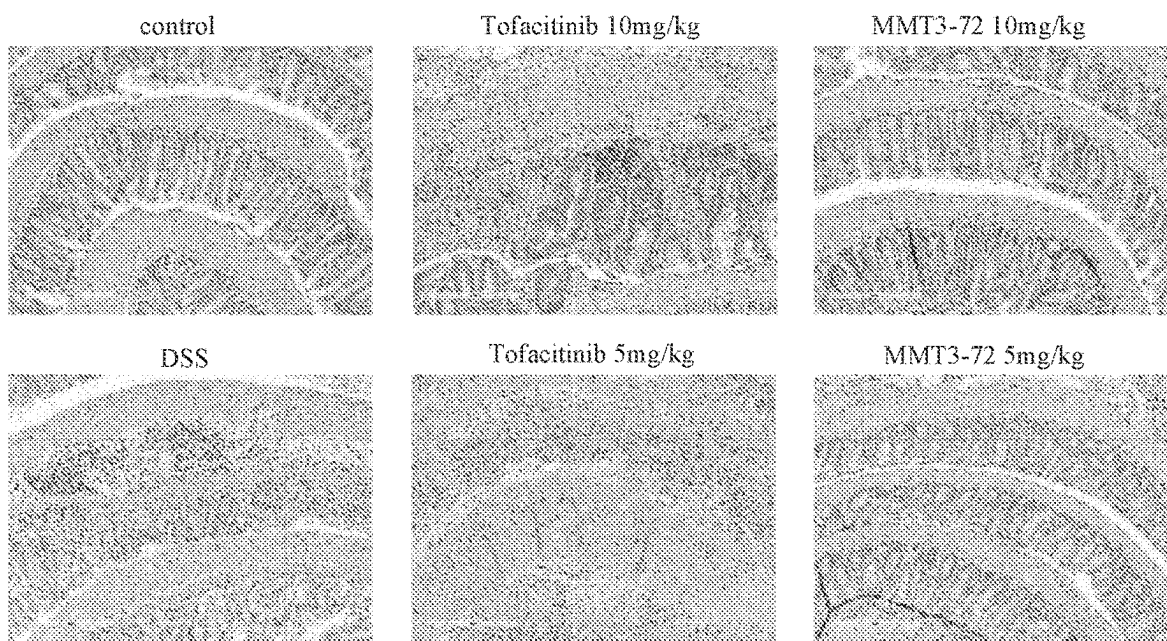 control
Tofacitinib 10mg/kg
MMT3-72 10mg/kg
DSS
Tofacitinib 5mg/kg
MMT3-72 5mg/kg